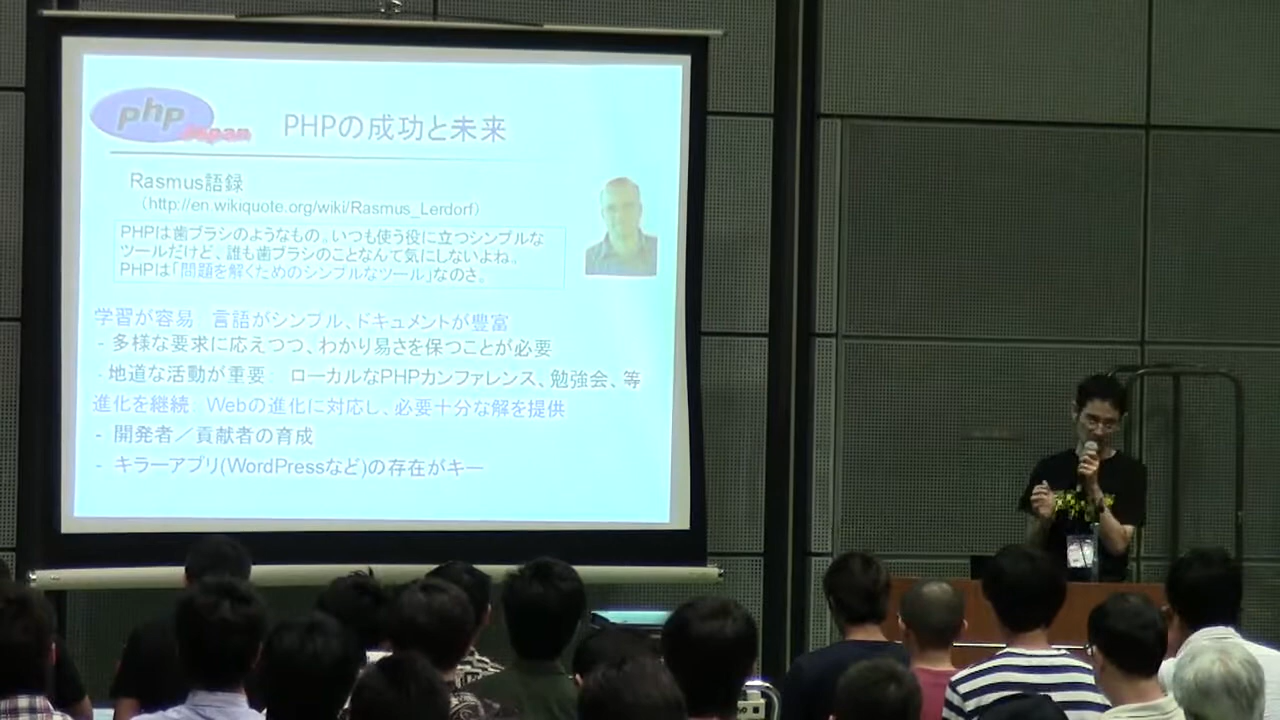 php
Japan
PHPの成功と未来
Rasmus語録
（http://en.wikiquote.org/wiki/Rasmus_Lerdorf）
PHPは歯ブラシのようなもの。いつも使う役に立つシンプルな
ツールだけど、誰も歯ブラシのことなんて気にしないよね。
PHPは「問題を解くためのシンプルなツール」なのさ。
学習が容易 言語がシンプル、ドキュメントが豊富
- 多様な要求に応えつつ、わかり易さを保つことが必要
- 地道な活動が重要： ローカルなPHPカンファレンス、勉強会、等
進化を継続： Webの進化に対応し、必要十分な解を提供
- 開発者／貢献者の育成
- キラーアプリ(WordPressなど)の存在がキー